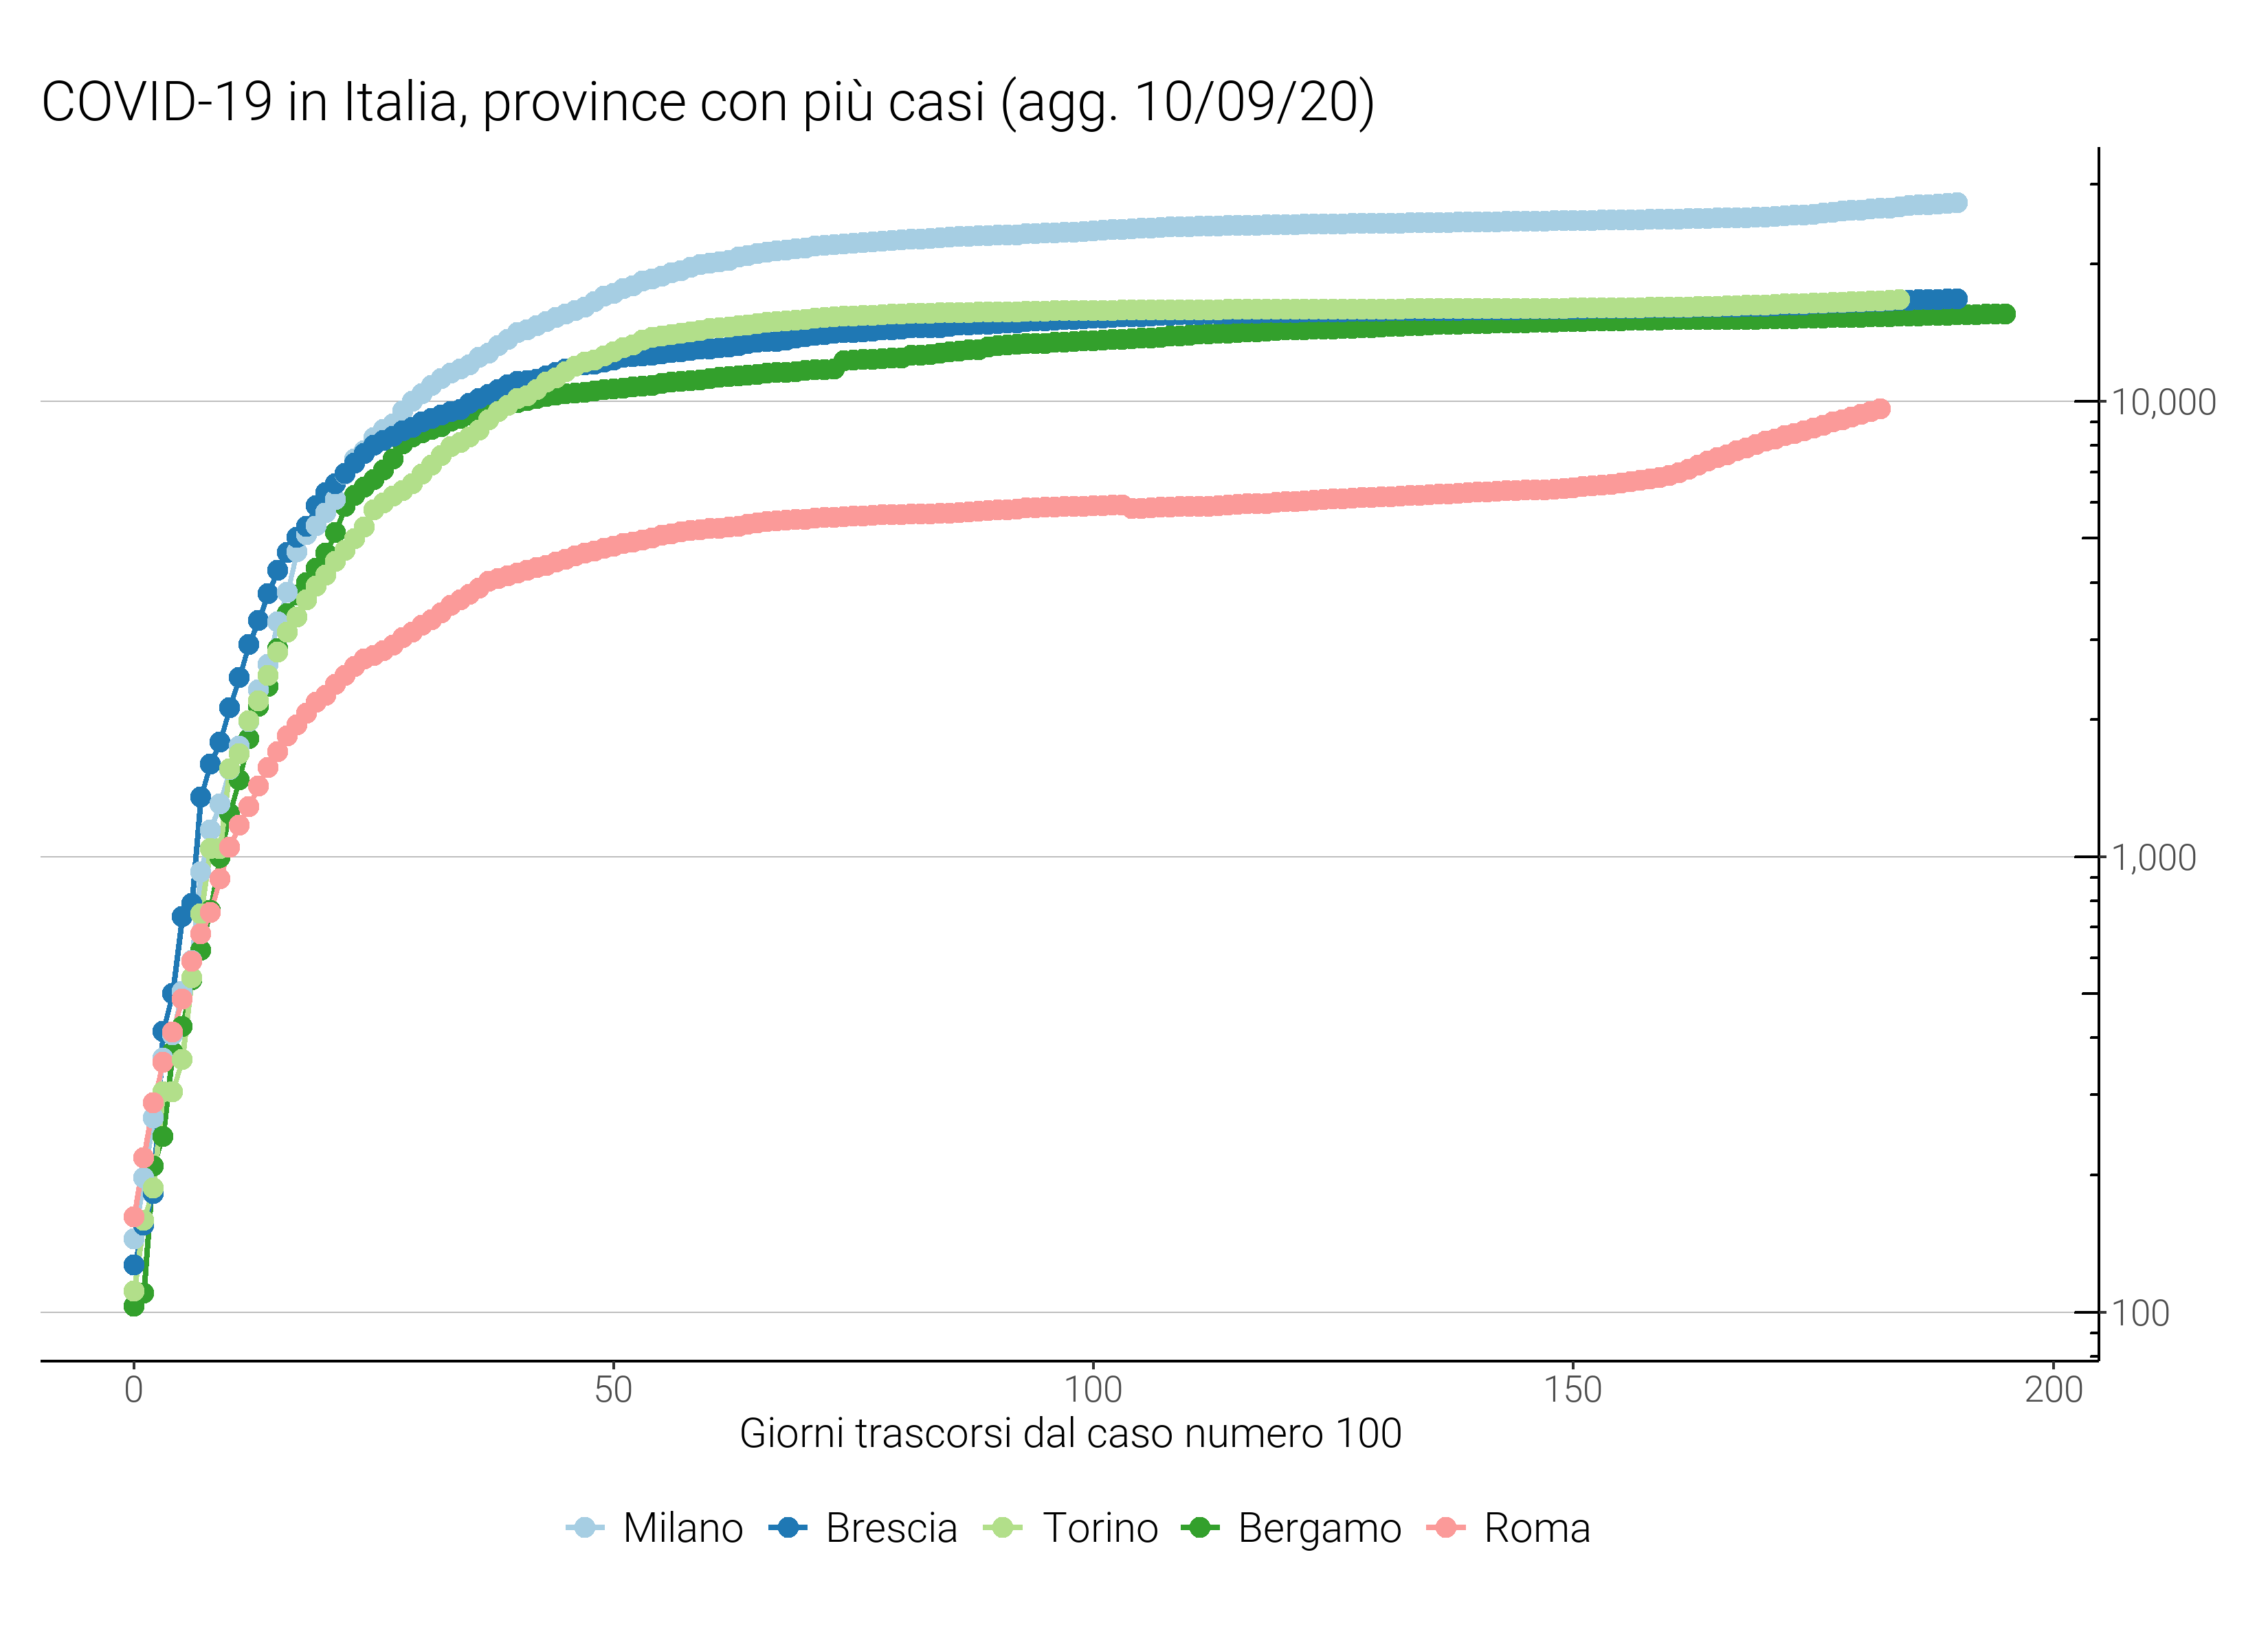 COVID-19 in Italia, province con più casi (agg. 10/09/20)
10,000
1,000
100
0 50 100 150 200
Giorni trascorsi dal caso numero 100
Milano Brescia Torino Bergamo Roma